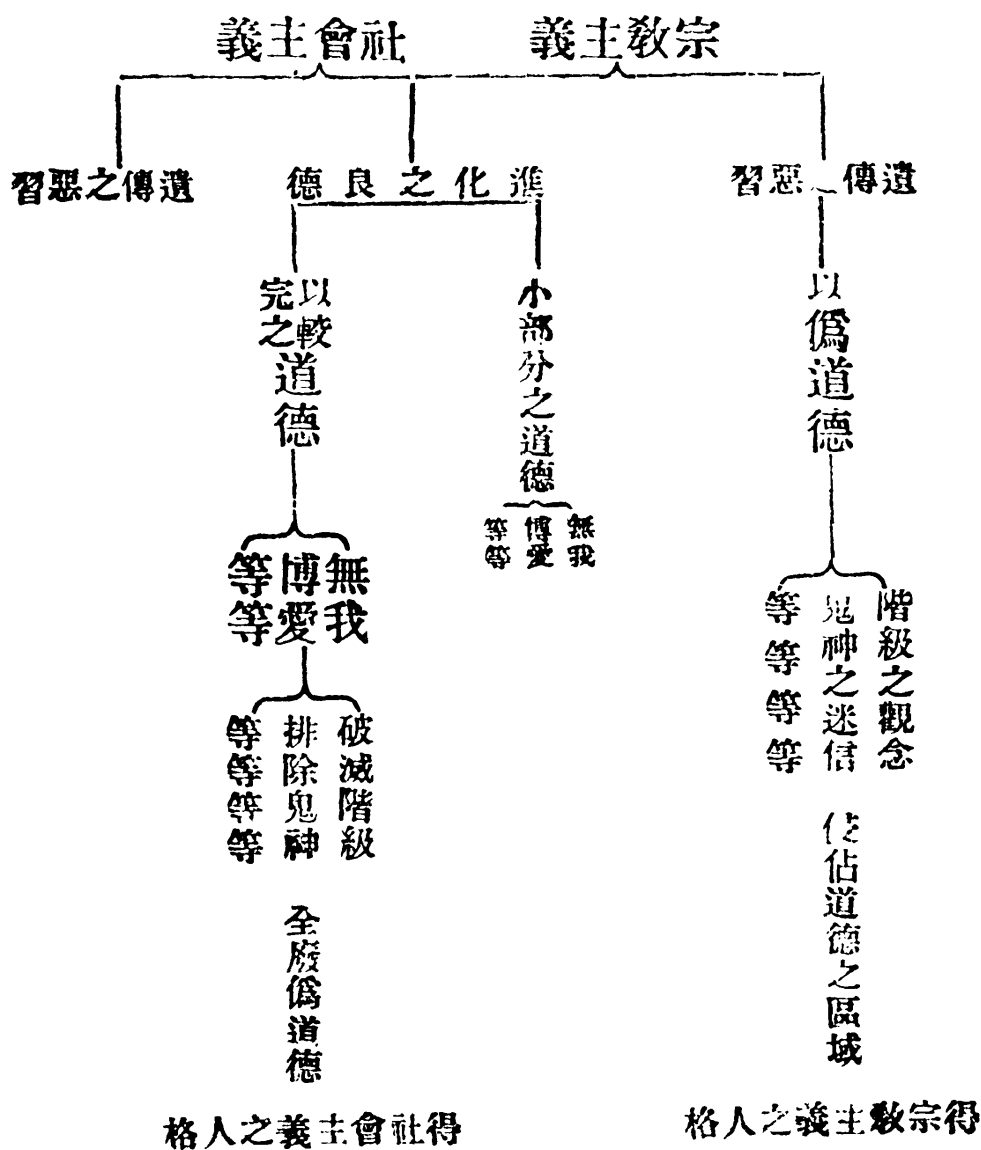 宗教主義
社會主義
遺傳之惡習
進化之良德
遺傳之惡習
以僞道德
階級之觀念
鬼神之迷信
等等等等
侵佔道德之區域
得宗教主義之人格
小部分之道德
無我
博愛
等等
以較
完之
道德
無我
博愛
等等
破滅階級
排除鬼神
等等等等
全廢僞道德
得社會主義之人格